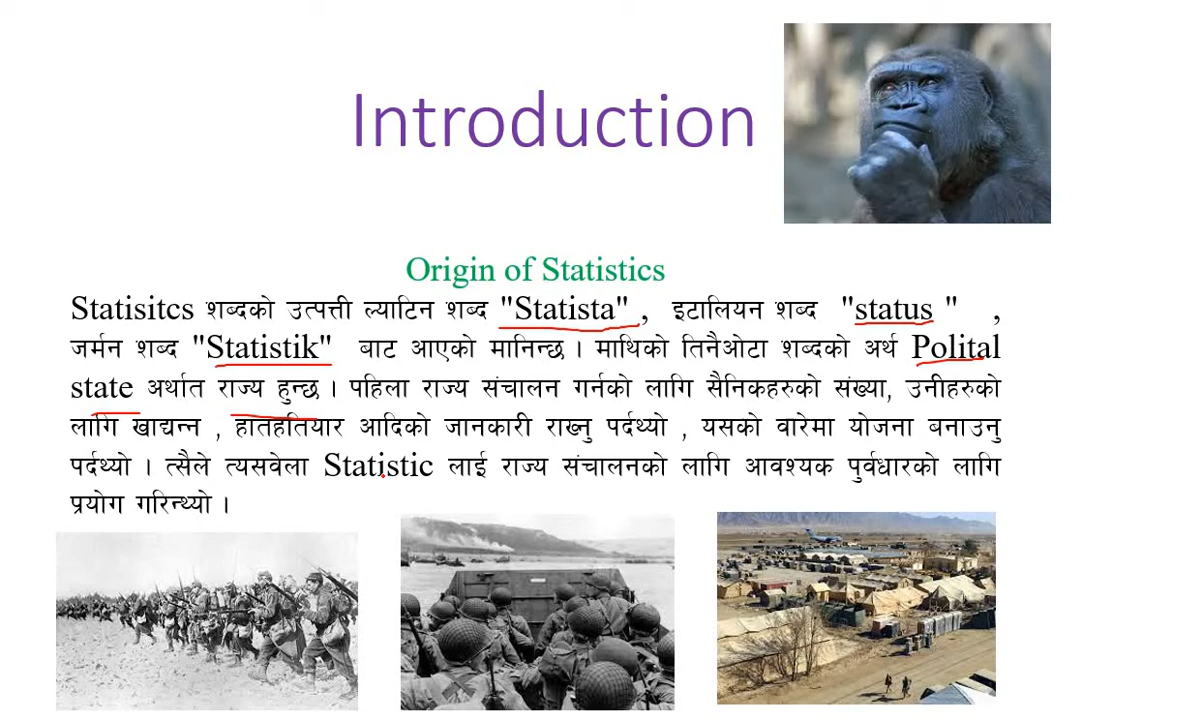 Introduction
Origin of Statistics
Statisitcs शब्दको उत्पत्ती ल्याटिन शब्द "Statista" , इटालियन शब्द "status " ,
जर्मन शब्द "Statistik" बाट आएको मानिन्छ । माथिको तिनैओटा शब्दको अर्थ Polital
state अर्थात राज्य हुन्छ । पहिला राज्य संचालन गर्नको लागि सैनिकहरुको संख्या, उनीहरुको
लागि खाद्यन्न , हातहतियार आदिको जानकारी राख्नु पर्दथ्यो , यसको वारेमा योजना बनाउनु
पर्दथ्यो । त्सैले त्यसवेला Statistic लाई राज्य संचालनको लागि आवश्यक पुर्वधारको लागि
प्रयोग गरिन्थ्यो ।